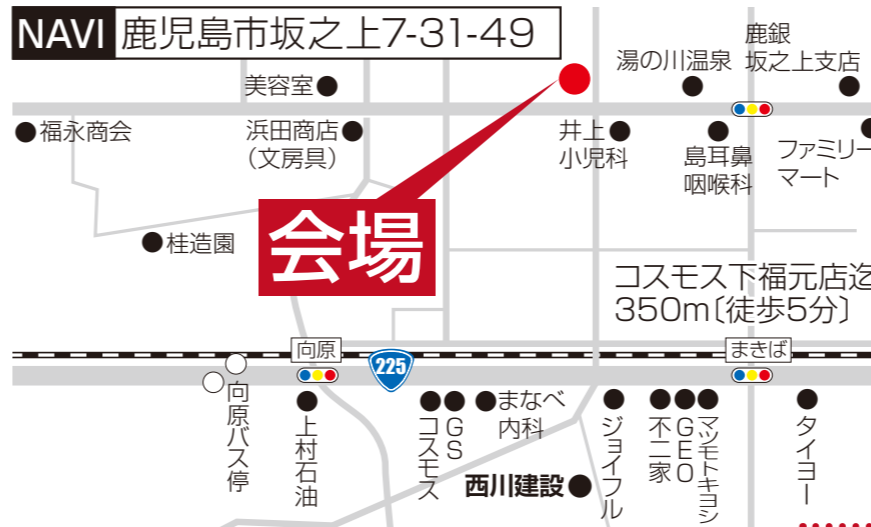 NAVI 鹿児島市坂之上7-31-49
鹿銀
坂之上支店
湯の川温泉
美容室
福永商会
浜田商店
(文房具)
井上
小児科
島耳鼻
咽喉科
ファミリー
マート
会場
桂造園
コスモス下福元店迄
350m〔徒歩5分〕
向原
225
まきば
向原バス停
上村石油
コスモス
GS
まなべ
内科
ジョイフル
不二家
GEO
マツモトキヨシ
タイヨー
西川建設